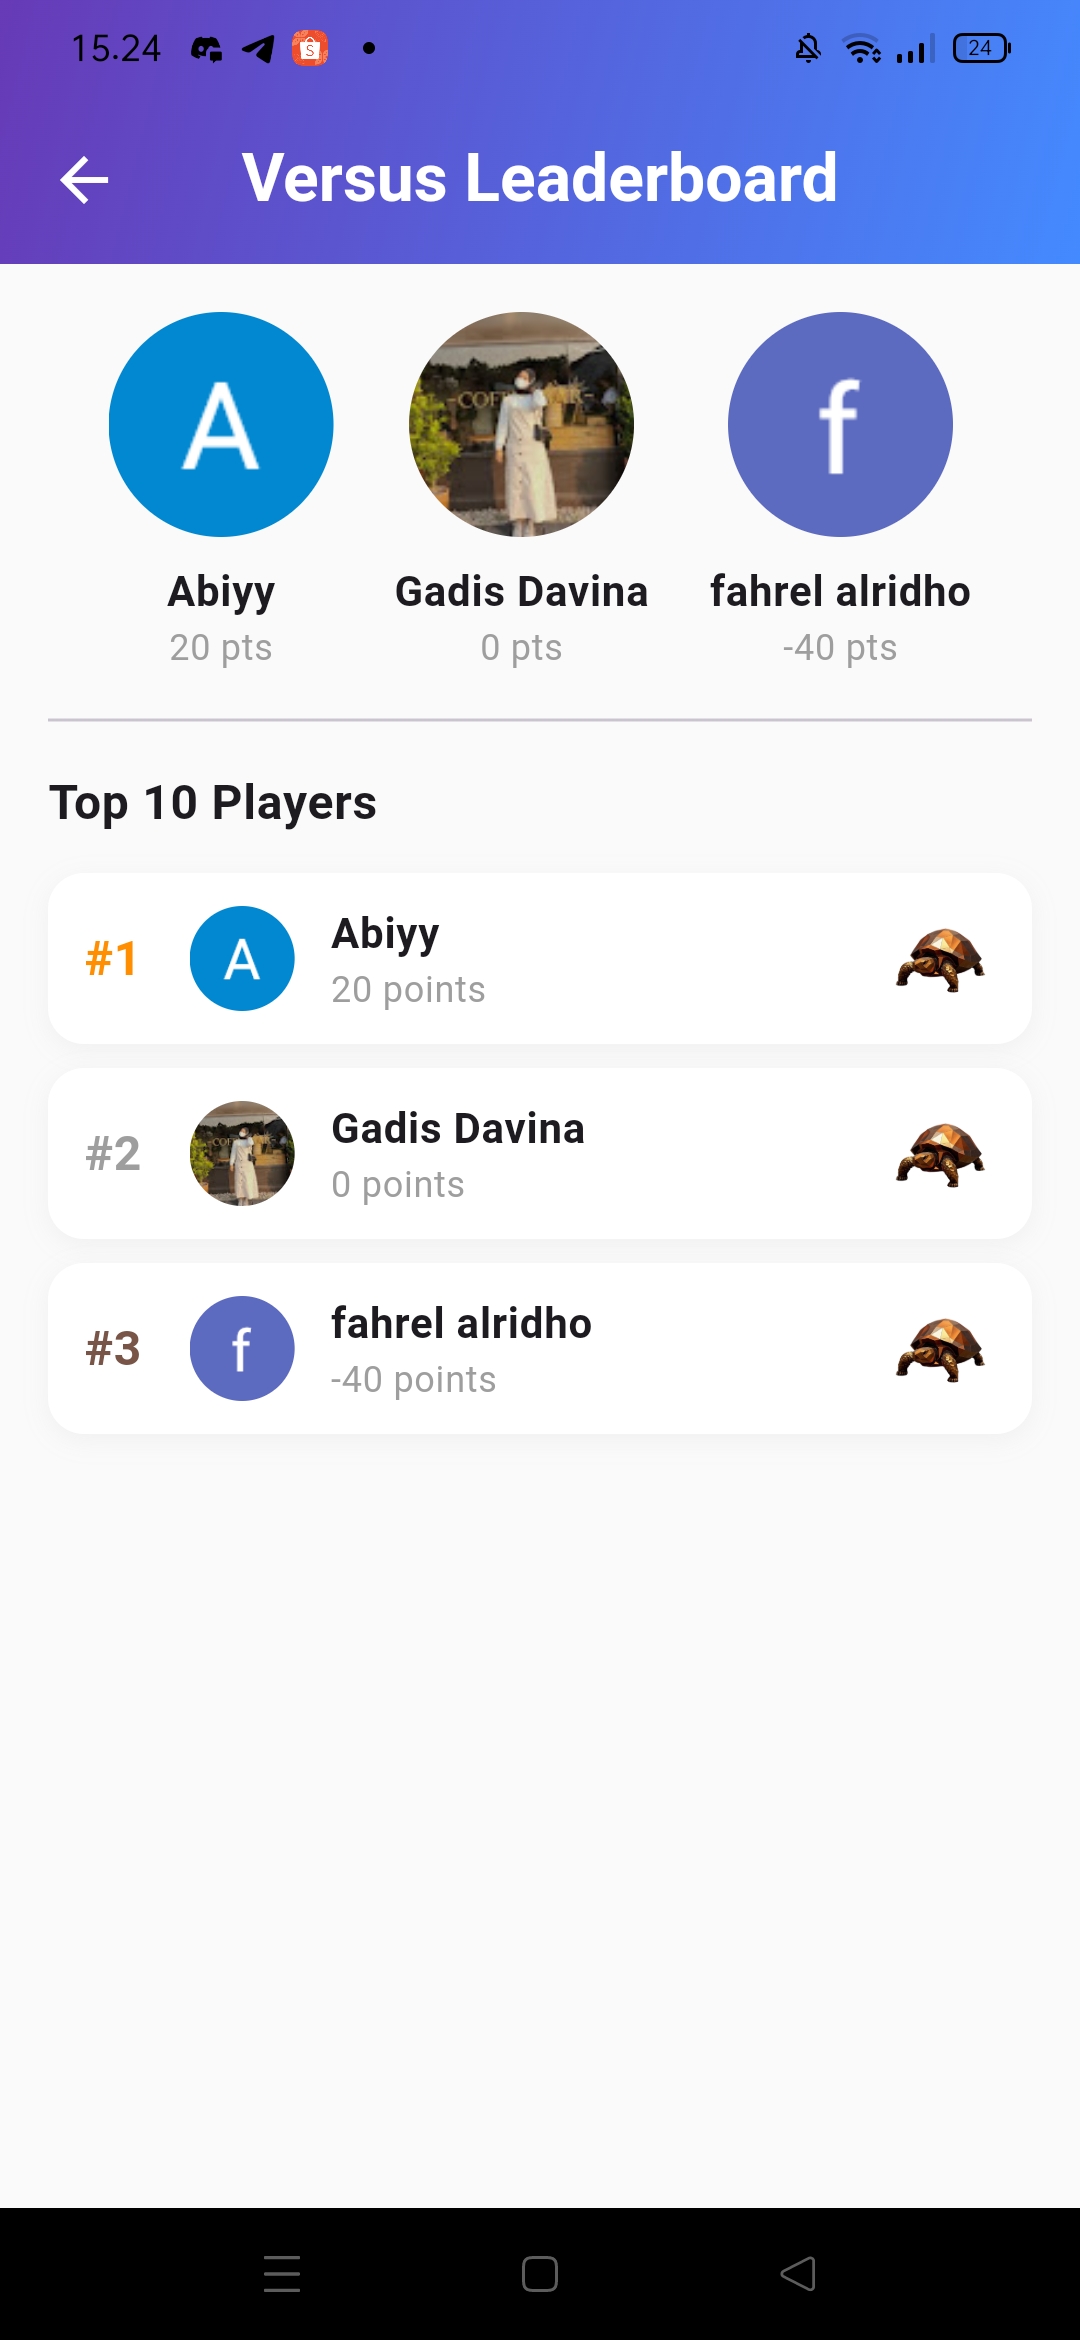 15.24
24
Versus Leaderboard
A
f
Abiyy
Gadis Davina
fahrel alridho
20 pts
0 pts
-40 pts
Top 10 Players
#1
A
Abiyy
20 points
#2
Gadis Davina
0 points
#3
f
fahrel alridho
-40 points